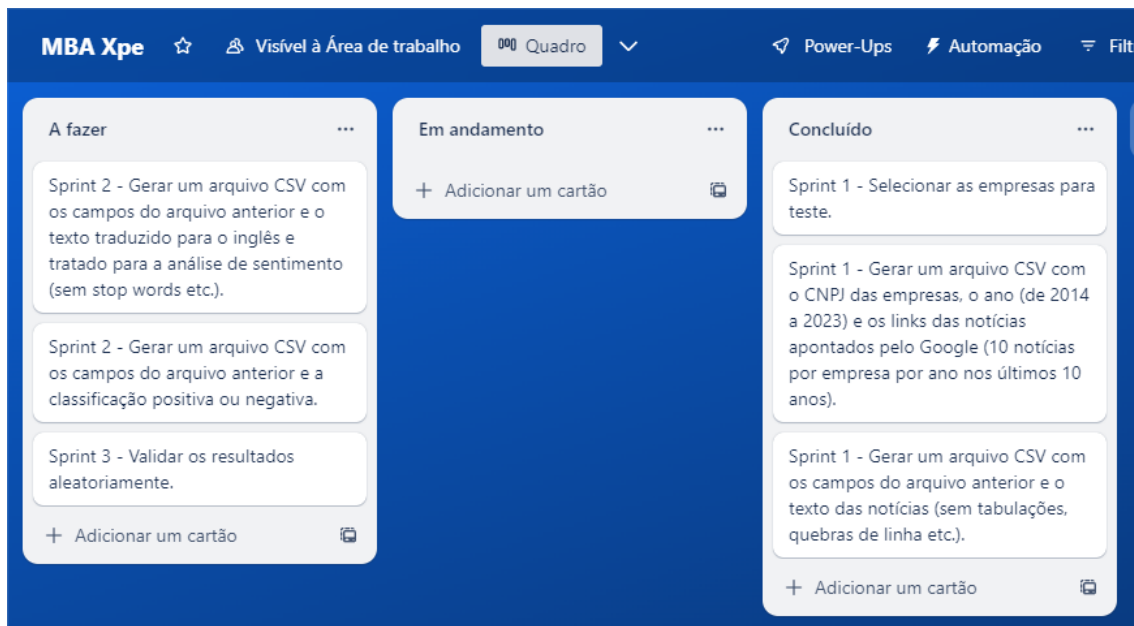 MBA Xpe
Visível à Área de trabalho
Quadro
Power-Ups
Automação
Filt
A fazer
Sprint 2 - Gerar um arquivo CSV com
os campos do arquivo anterior e o
texto traduzido para o inglês e
tratado para a análise de sentimento
(sem stop words etc.).
Sprint 2 - Gerar um arquivo CSV com
os campos do arquivo anterior e a
classificação positiva ou negativa.
Sprint 3 - Validar os resultados
aleatoriamente.
+ Adicionar um cartão
Em andamento
+ Adicionar um cartão
Concluído
Sprint 1 - Selecionar as empresas para
teste.
Sprint 1 - Gerar um arquivo CSV com
o CNPJ das empresas, o ano (de 2014
a 2023) e os links das notícias
apontados pelo Google (10 notícias
por empresa por ano nos últimos 10
anos).
Sprint 1 - Gerar um arquivo CSV com
os campos do arquivo anterior e o
texto das notícias (sem tabulações,
quebras de linha etc.).
+ Adicionar um cartão